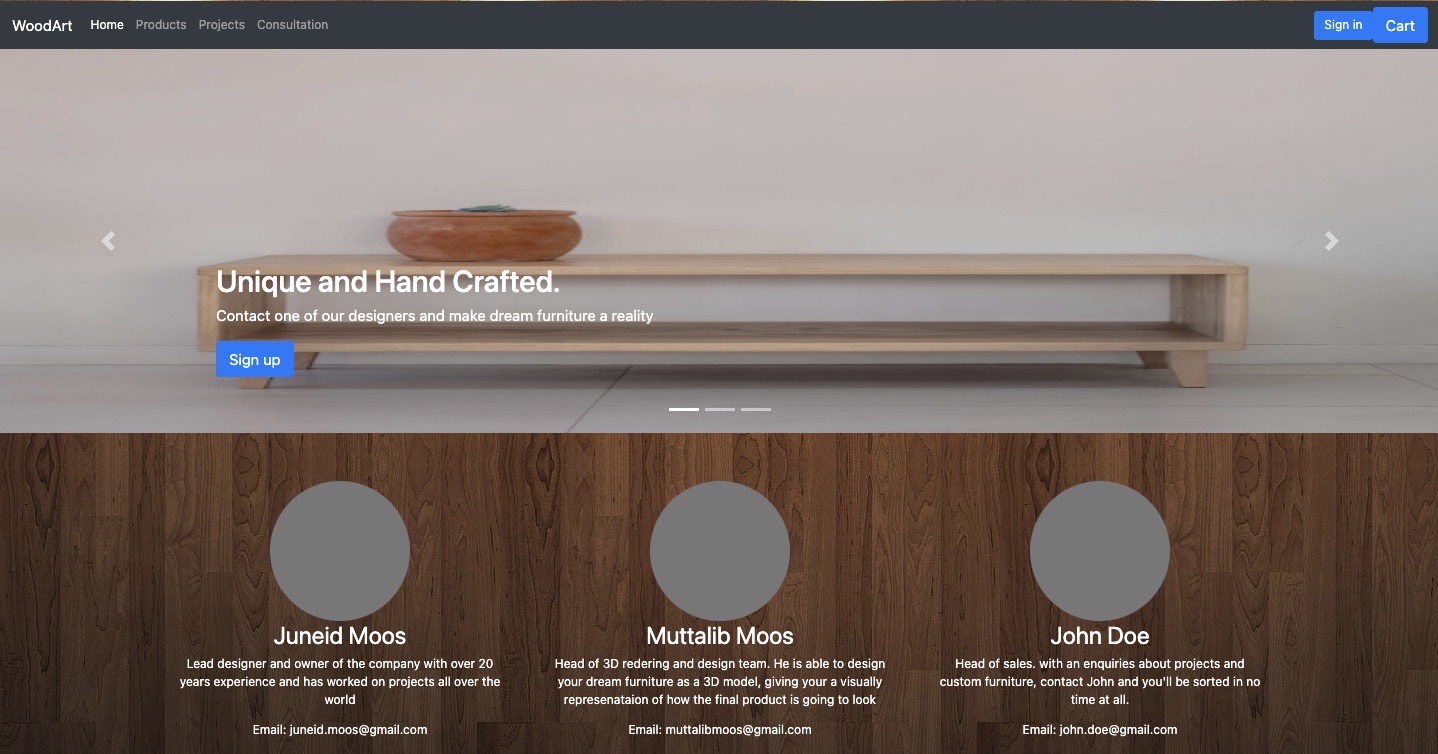 WoodArt Home Products Projects Consultation Sign in Cart
Unique and Hand Crafted.
Contact one of our designers and make dream furniture a reality
Sign up
Juneid Moos
Lead designer and owner of the company with over 20
years experience and has worked on projects all over the
world
Email: juneid.moos@gmail.com
Muttalib Moos
Head of 3D redering and design team. He is able to design
your dream furniture as a 3D model, giving your a visually
represenataion of how the final product is going to look
Email: muttalibmoos@gmail.com
John Doe
Head of sales. with an enquiries about projects and
custom furniture, contact John and you'll be sorted in no
time at all.
Email: john.doe@gmail.com